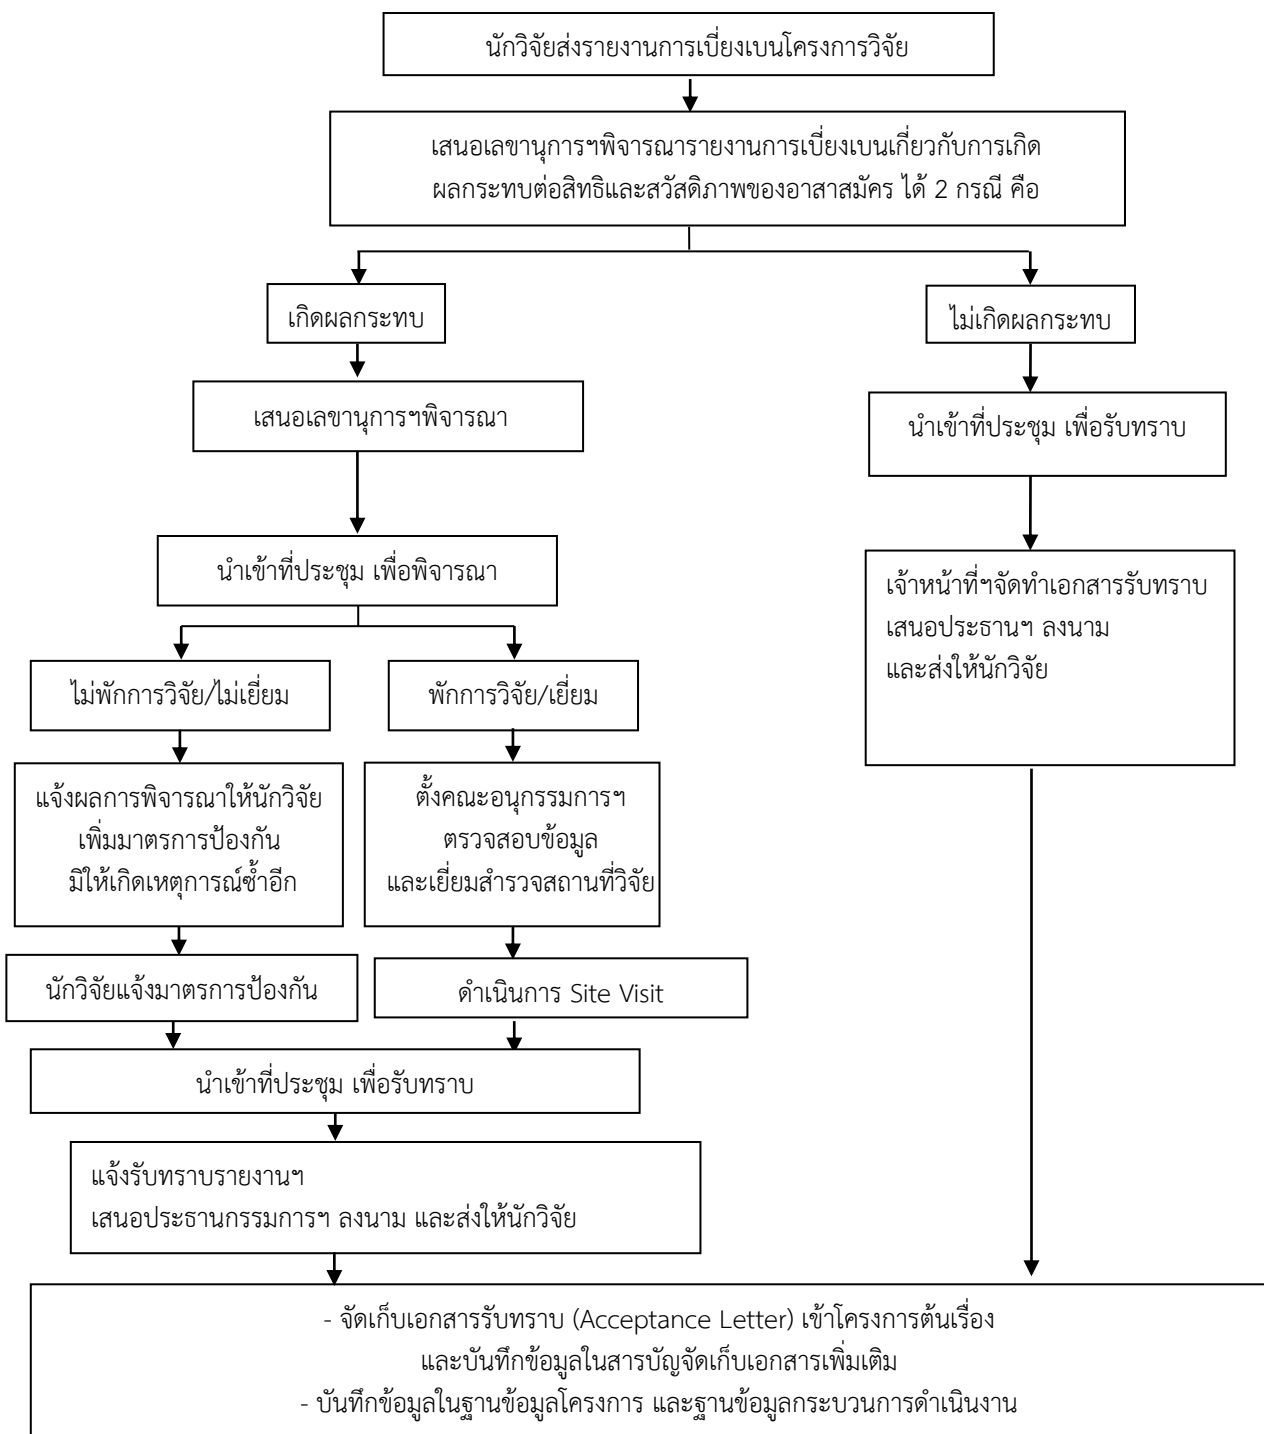 นักวิจัยส่งรายงานการเบี่ยงเบนโครงการวิจัย
เสนอเลขานุการฯพิจารณารายงานการเบี่ยงเบนเกี่ยวกับการเกิด
ผลกระทบต่อสิทธิและสวัสดิภาพของอาสาสมัคร ได้ 2 กรณี คือ
เกิดผลกระทบ
ไม่เกิดผลกระทบ
เสนอเลขานุการฯพิจารณา
นำเข้าที่ประชุม เพื่อรับทราบ
นำเข้าที่ประชุม เพื่อพิจารณา
เจ้าหน้าที่ฯจัดทำเอกสารรับทราบ
เสนอประธานฯ ลงนาม
และส่งให้นักวิจัย
ไม่พักการวิจัย/ไม่เยี่ยม
พักการวิจัย/เยี่ยม
แจ้งผลการพิจารณาให้นักวิจัย
เพิ่มมาตรการป้องกัน
มิให้เกิดเหตุการณ์ซ้ำอีก
ตั้งคณะอนุกรรมการฯ
ตรวจสอบข้อมูล
และเยี่ยมสำรวจสถานที่วิจัย
นักวิจัยแจ้งมาตรการป้องกัน
ดำเนินการ Site Visit
นำเข้าที่ประชุม เพื่อรับทราบ
แจ้งรับทราบรายงานฯ
เสนอประธานกรรมการฯ ลงนาม และส่งให้นักวิจัย
- จัดเก็บเอกสารรับทราบ (Acceptance Letter) เข้าโครงการต้นเรื่อง
และบันทึกข้อมูลในสารบัญจัดเก็บเอกสารเพิ่มเติม
- บันทึกข้อมูลในฐานข้อมูลโครงการ และฐานข้อมูลกระบวนการดำเนินงาน